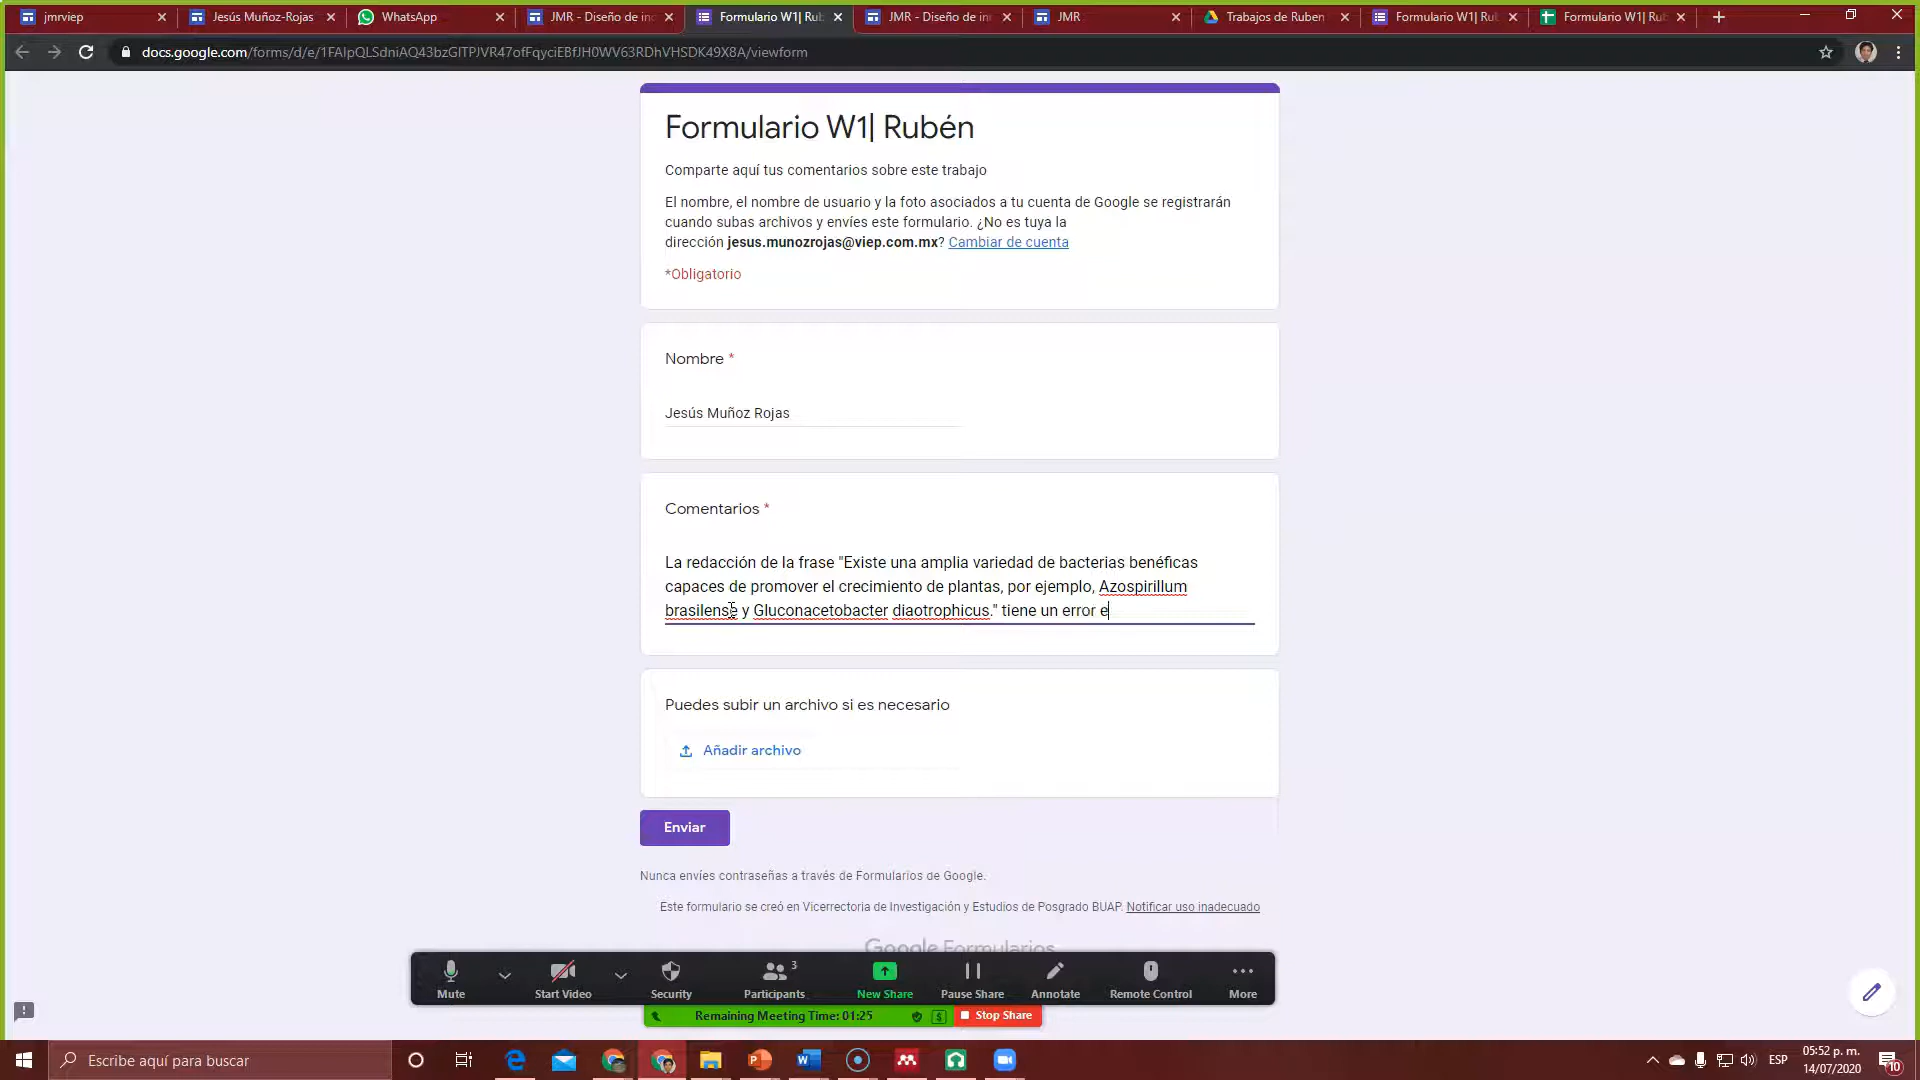 jmrviep
Jesús Muñoz-Rojas
WhatsApp
JMR - Diseño de in
Formulario W1| Rub
JMR - Diseño de in
JMR
Trabajos de Ruben
Formulario W1| Rub
Formulario W1| Rub
docs.google.com/forms/d/e/1FAIpQLSdniAQ43bzGlTPJVR47ofFqyciEBfJH0WV63RDhVHSDK49X8A/viewform
Formulario W1| Rubén
Comparte aquí tus comentarios sobre este trabajo
El nombre, el nombre de usuario y la foto asociados a tu cuenta de Google se registrarán
cuando subas archivos y envíes este formulario. ¿No es tuya la
dirección jesus.munozrojas@viep.com.mx? Cambiar de cuenta
*Obligatorio
Nombre *
Jesús Muñoz Rojas
Comentarios *
La redacción de la frase "Existe una amplia variedad de bacterias benéficas
capaces de promover el crecimiento de plantas, por ejemplo, Azospirillum
brasilense y Gluconacetobacter diaotrophicus." tiene un error e
Puedes subir un archivo si es necesario
Añadir archivo
Enviar
Nunca envíes contraseñas a través de Formularios de Google.
Este formulario se creó en Vicerrectoria de Investigación y Estudios de Posgrado BUAP. Notificar uso inadecuado
Google Formularios
Mute
Start Video
Security
Participants
3
New Share
Pause Share
Annotate
Remote Control
More
Remaining Meeting Time: 01:25
Stop Share
Escribe aquí para buscar
ESP
05:52 p. m.
14/07/2020
10